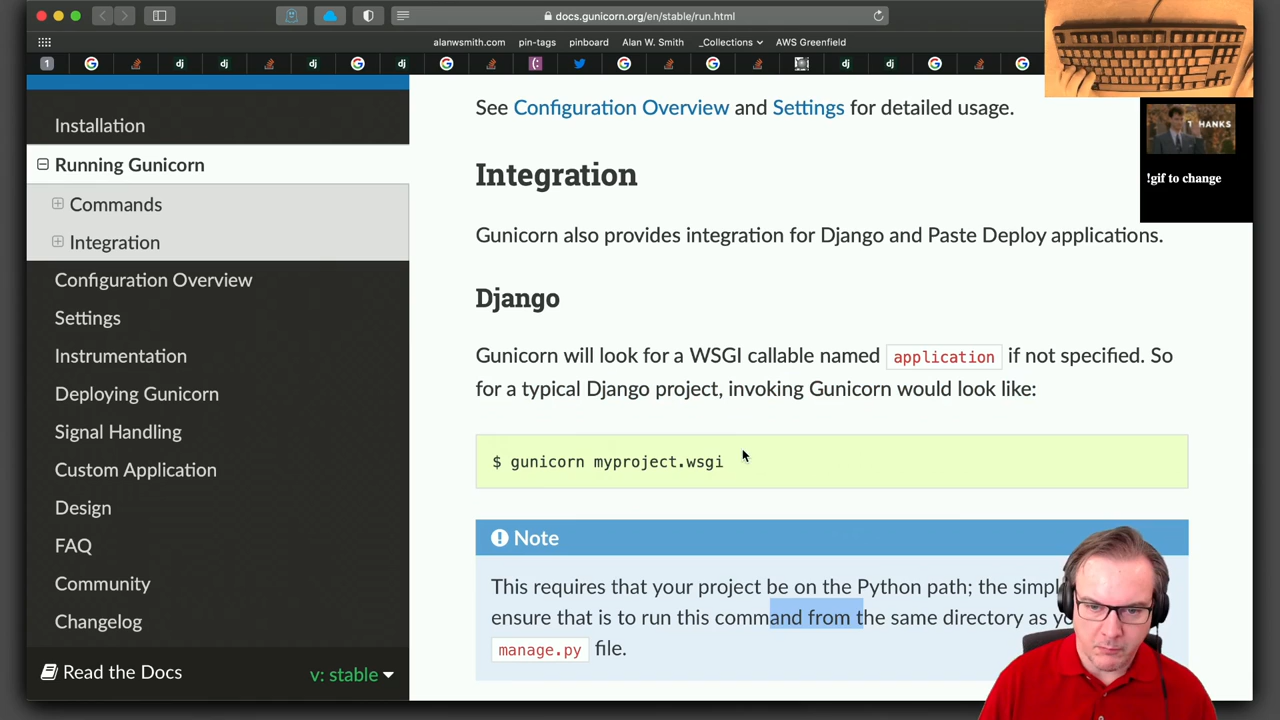 docs.gunicorn.org/en/stable/run.html
alanwsmith.com pin-tags pinboard Alan W. Smith _Collections AWS Greenfield
1
See Configuration Overview and Settings for detailed usage.
T HANKS
!gif to change
Installation
Running Gunicorn
Commands
Integration
Configuration Overview
Settings
Instrumentation
Deploying Gunicorn
Signal Handling
Custom Application
Design
FAQ
Community
Changelog
Read the Docs
v: stable
Integration
Gunicorn also provides integration for Django and Paste Deploy applications.
Django
Gunicorn will look for a WSGI callable named application if not specified. So
for a typical Django project, invoking Gunicorn would look like:
$ gunicorn myproject.wsgi
Note
This requires that your project be on the Python path; the simpl
ensure that is to run this command from the same directory as y
manage.py file.